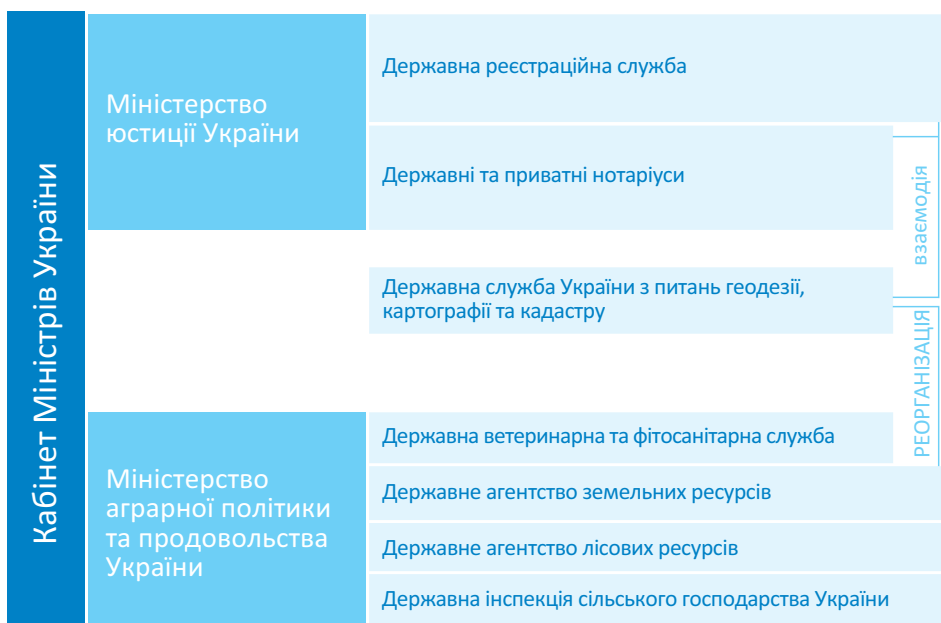 Кабінет Міністрів України
Міністерство
юстиції України
Державна реєстраційна служба
Державні та приватні нотаріуси
взаємодія
Державна служба України з питань геодезії,
картографії та кадастру
РЕОРГАНІЗАЦІЯ
Міністерство
аграрної політики
та продовольства
України
Державна ветеринарна та фітосанітарна служба
Державне агентство земельних ресурсів
Державне агентство лісових ресурсів
Державна інспекція сільського господарства України